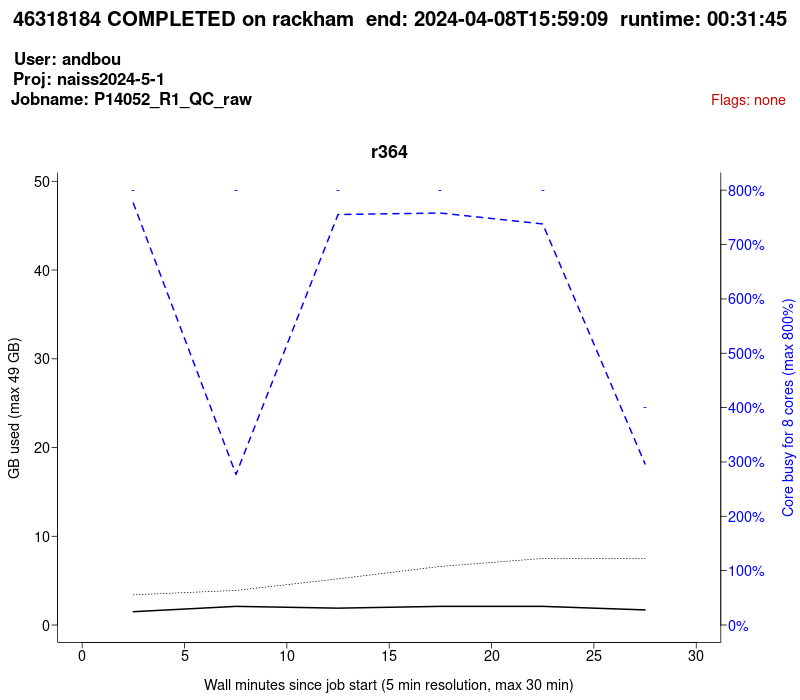 46318184 COMPLETED on rackham  end: 2024-04-08T15:59:09  runtime: 00:31:45
User: andbou
Proj: naiss2024-5-1
Jobname: P14052_R1_QC_raw
Flags: none
r364
GB used (max 49 GB)
50
40
30
20
10
0
800%
700%
600%
500%
400%
300%
200%
100%
0%
Core busy for 8 cores (max 800%)
0 5 10 15 20 25 30
Wall minutes since job start (5 min resolution, max 30 min)